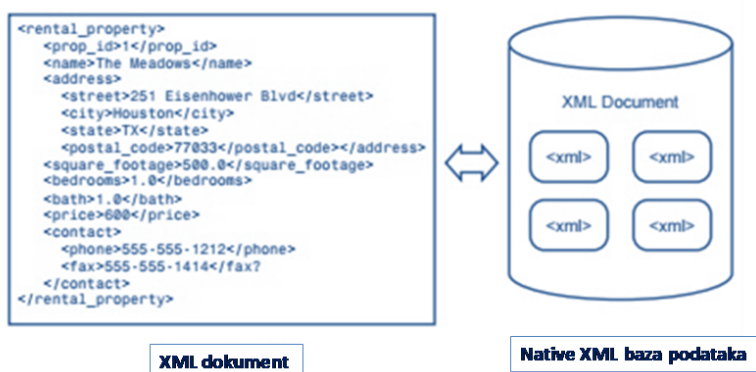 <rental_property>
<prop_id>1</prop_id>
<name>The Meadows</name>
<address>
<street>251 Eisenhower Blvd</street>
<city>Houston</city>
<state>TX</state>
<postal_code>77033</postal_code></address>
<square_footage>500.0</square_footage>
<bedrooms>1.0</bedrooms>
<bath>1.0</bath>
<price>600</price>
<contact>
<phone>555-555-1212</phone>
<fax>555-555-1414</fax?
</contact>
</rental_property>
XML dokument
XML Document
<xml> <xml>
<xml> <xml>
Native XML baza podataka